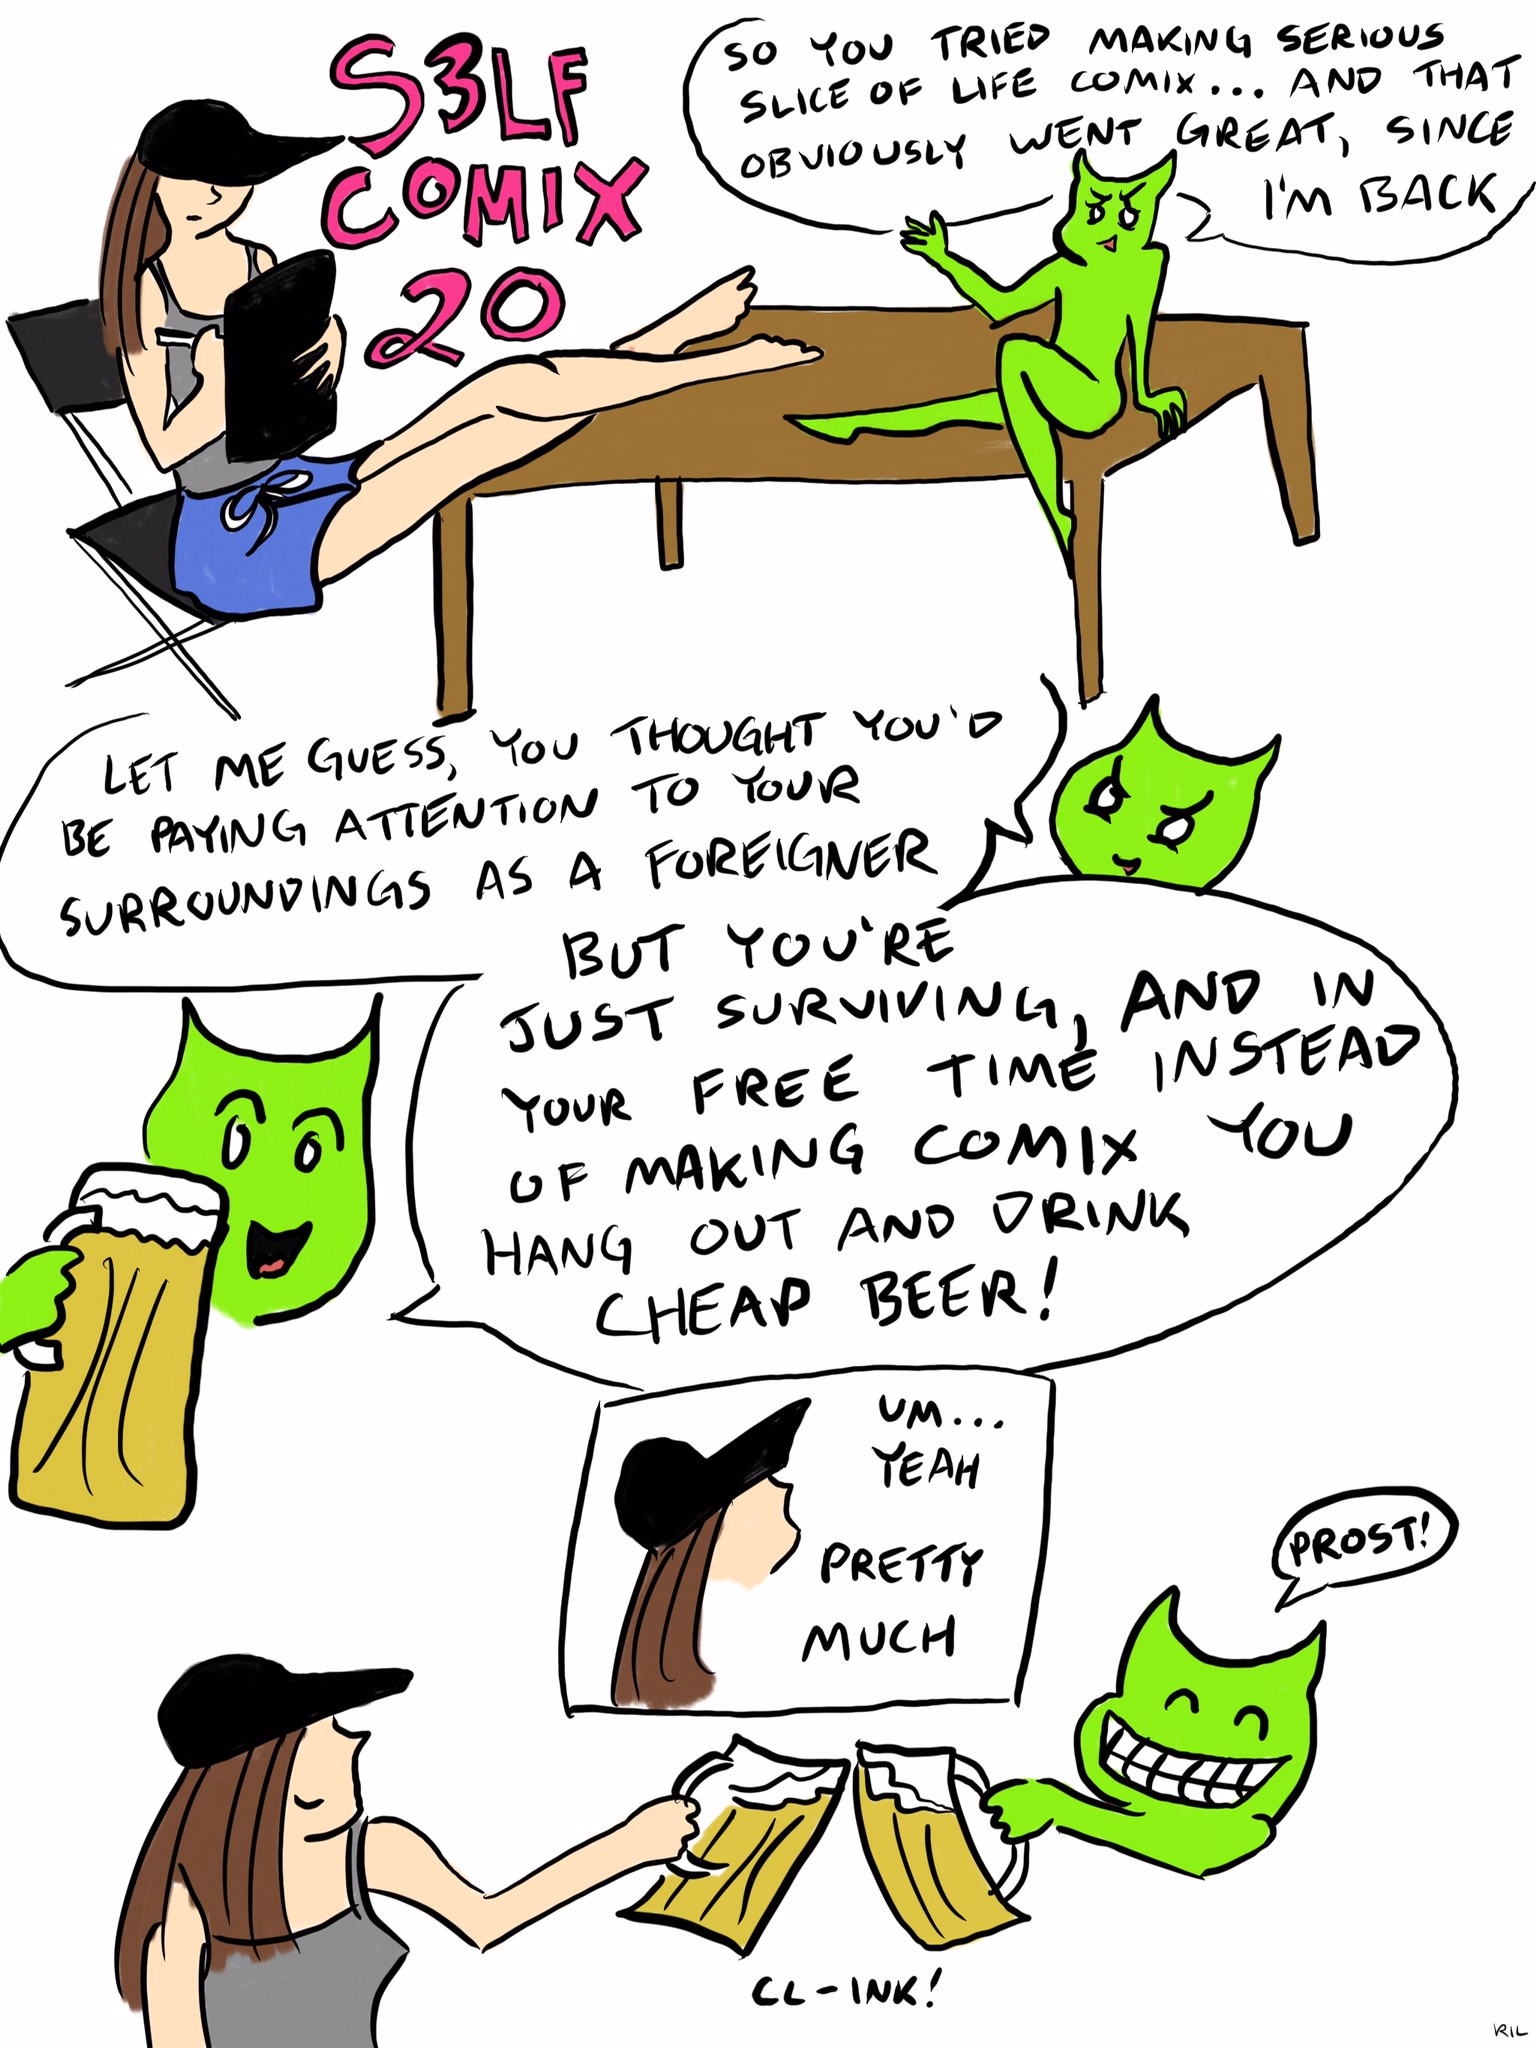 S3LF
COMIX
20
SO YOU TRIED MAKING SERIOUS
SLICE OF LIFE COMIX... AND THAT
OBVIOUSLY WENT GREAT, SINCE
I'M BACK
LET ME GUESS, YOU THOUGHT YOU'D
BE PAYING ATTENTION TO YOUR
SURROUNDINGS AS A FOREIGNER
BUT YOU'RE
JUST SURVIVING, AND IN
YOUR FREE TIME INSTEAD
OF MAKING COMIX YOU
HANG OUT AND DRINK
CHEAP BEER!
UM...
YEAH
PRETTY
MUCH
PROST!
CL-INK!
RIL